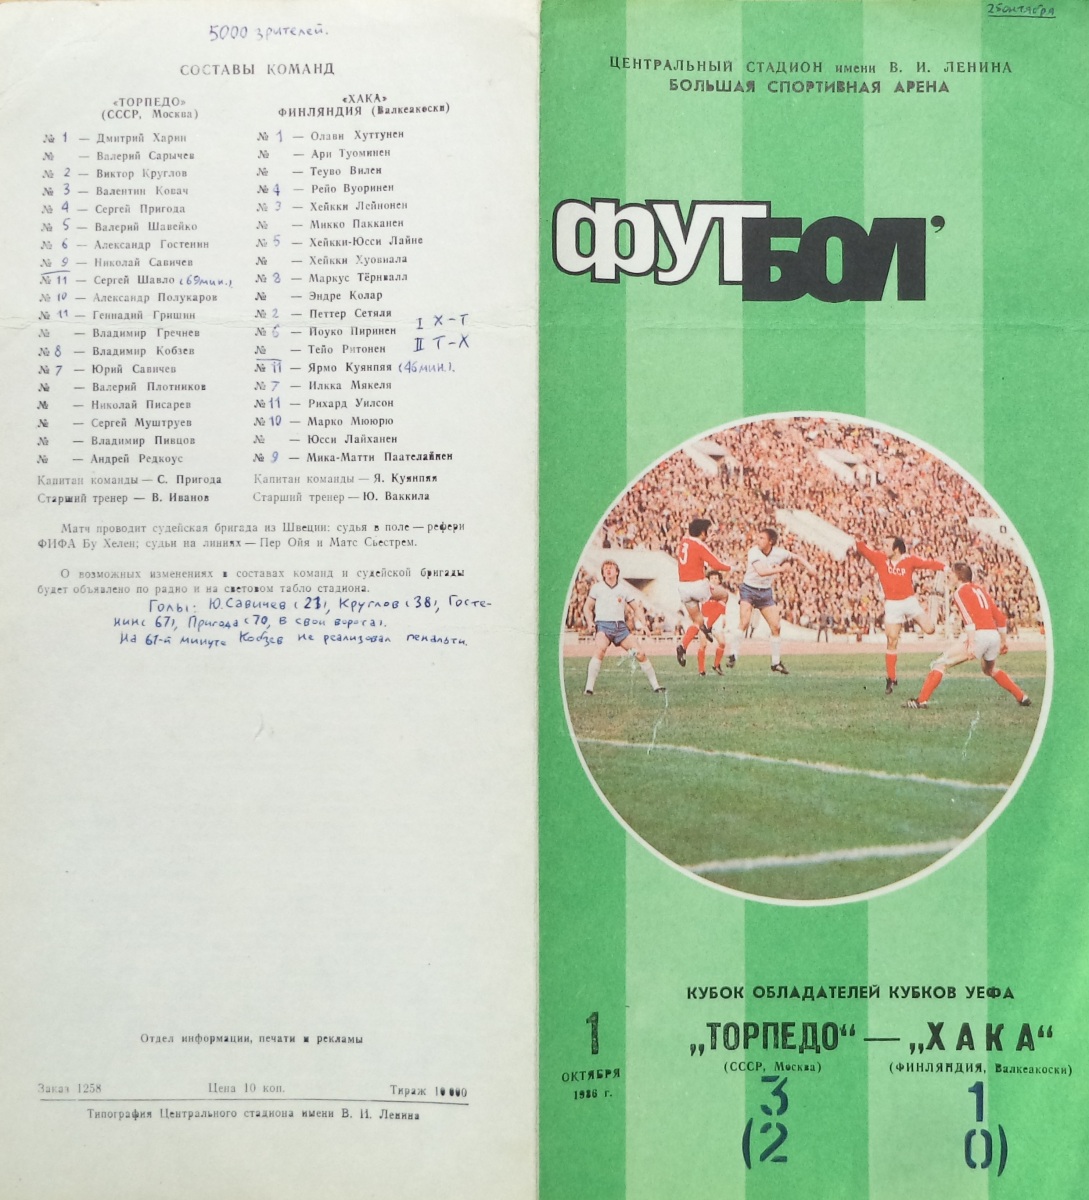 5000 зрителей.
СОСТАВЫ КОМАНД
«ТОРПЕДО»
(СССР, Москва)
№ 1 — Дмитрий Харин
№ — Валерий Сарычев
№ 2 — Виктор Круглов
№ 3 — Валентин Ковач
№ 4 — Сергей Пригода
№ 5 — Валерий Шавейко
№ 6 — Александр Гостенин
№ 9 — Николай Савичев
№ 11 — Сергей Шавло (69 мин.)
№ 10 — Александр Полукаров
№ 11 — Геннадий Гришин
№ — Владимир Гречнев
№ 8 — Владимир Кобзев
№ 7 — Юрий Савичев
№ — Валерий Плотников
№ — Николай Писарев
№ — Сергей Муштруев
№ — Владимир Пивцов
№ — Андрей Редкоус
Капитан команды — С. Пригода
Старший тренер — В. Иванов
«ХАКА»
ФИНЛЯНДИЯ (Валкеакоски)
№ 1 — Олави Хуттунен
№ — Ари Туоминен
№ — Теуво Вилен
№ 4 — Рейо Вуоринен
№ 3 — Хейкки Лейнонен
№ — Микко Пакканен
№ 5 — Хейкки-Юсси Лайне
№ — Хейкки Хуовиала
№ 8 — Маркус Тёрнвалл
№ — Эндре Колар
№ 2 — Петтер Сетяля
№ 6 — Йоуко Пиринен
№ — Тейо Ритонен
№ 11 — Ярмо Куянпяя (46 мин.).
№ 7 — Илкка Мякеля
№ 11 — Рихард Уилсон
№ 10 — Марко Мююрю
№ — Юсси Лайханен
№ 9 — Мика-Матти Паателайнен
I Х-Т
II Т-Х
Капитан команды — Я. Куянпяя
Старший тренер — Ю. Ваккила
Матч проводит судейская бригада из Швеции: судья в поле — рефери
ФИФА Бу Хелен; судьи на линиях — Пер Ойя и Матс Сьестрем.
О возможных изменениях в составах команд и судейской бригады
будет объявлено по радио и на световом табло стадиона.
Голы: Ю.Савичев (23), Круглов (38), Госте-
нин (67), Пригода (70, в свои ворота).
На 61-й минуте Кобзев не реализовал пенальти.
Отдел информации, печати и рекламы
Заказ 1258 Цена 10 коп. Тираж 10 000
Типография Центрального стадиона имени В. И. Ленина
25 октября
ЦЕНТРАЛЬНЫЙ СТАДИОН имени В. И. ЛЕНИНА
БОЛЬШАЯ СПОРТИВНАЯ АРЕНА
ФУТБОЛ'
3
СССР
11
КУБОК ОБЛАДАТЕЛЕЙ КУБКОВ УЕФА
1
ОКТЯБРЯ
1986 г.
„ТОРПЕДО“ — „ХАКА“
(СССР, Москва) (ФИНЛЯНДИЯ, Валкеакоски)
3 1
(2 0)